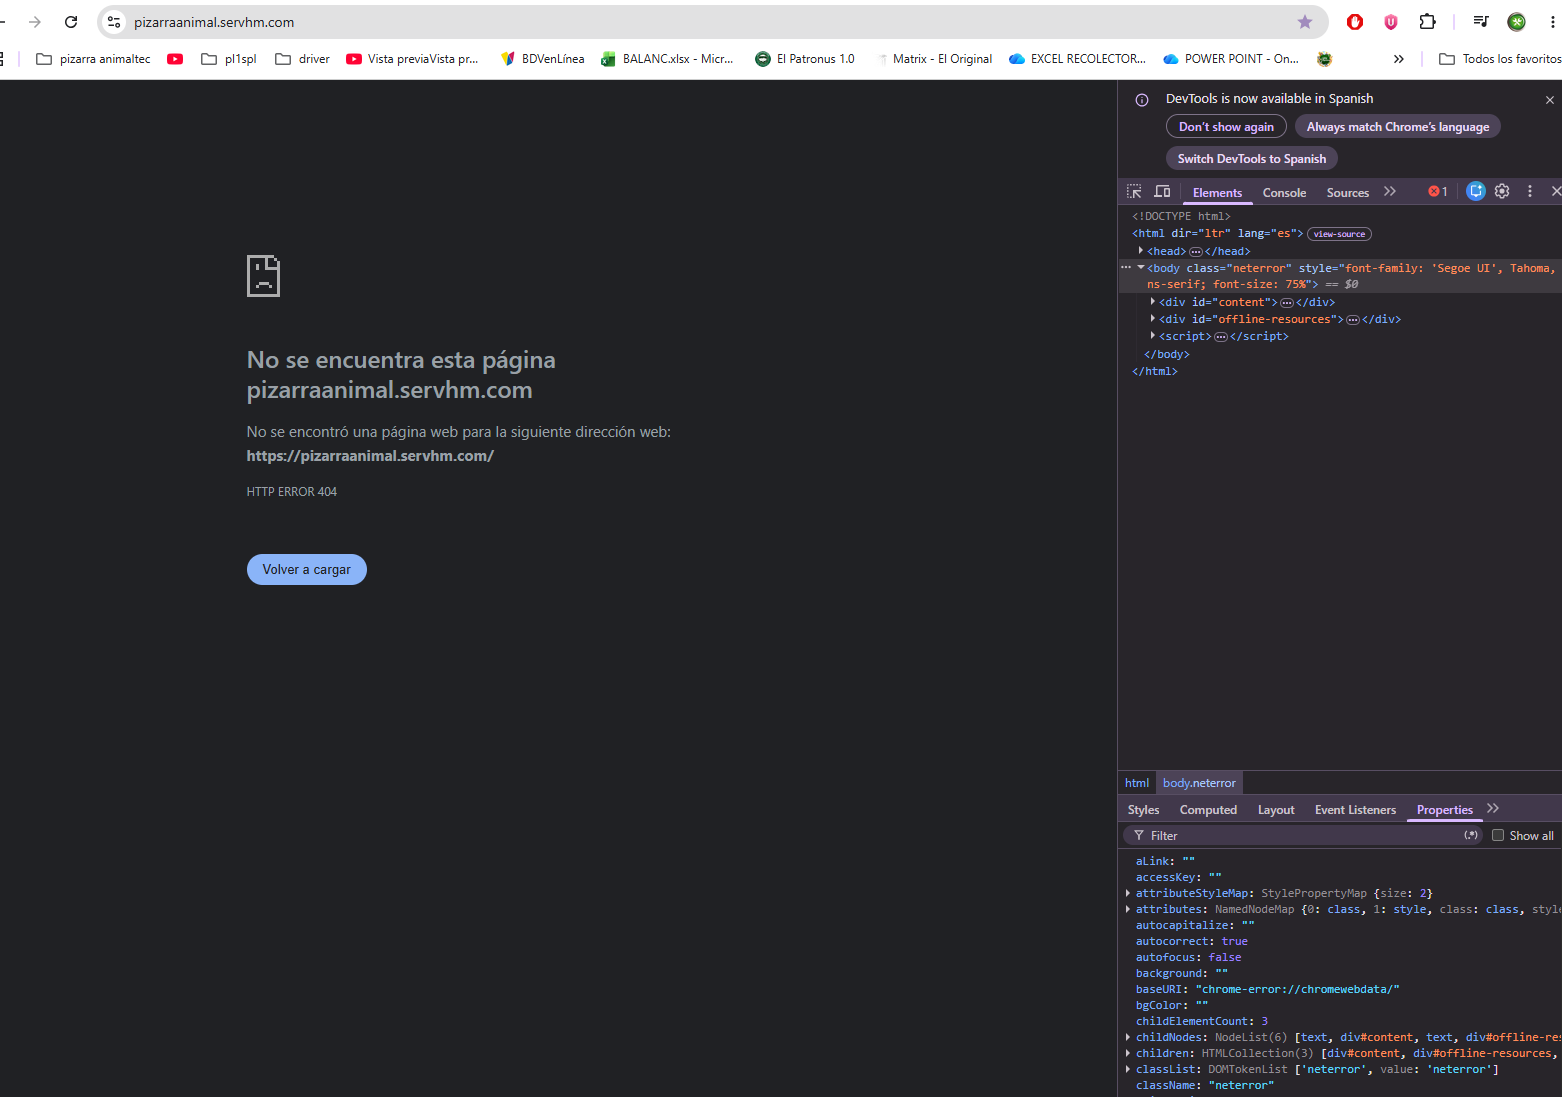 pizarraanimal.servhm.com
pizarra animaltec
pl1spl
driver
Vista previaVista pr...
BDVenLínea
BALANC.xlsx - Micr...
El Patronus 1.0
Matrix - El Original
EXCEL RECOLECTOR...
POWER POINT - On...
»
Todos los favoritos
No se encuentra esta página
pizarraanimal.servhm.com
No se encontró una página web para la siguiente dirección web:
https://pizarraanimal.servhm.com/
HTTP ERROR 404
Volver a cargar
DevTools is now available in Spanish
Don't show again
Always match Chrome's language
Switch DevTools to Spanish
Elements Console Sources 1
<!DOCTYPE html>
<html dir="ltr" lang="es"> view-source
<head>…</head>
<body class="neterror" style="font-family: 'Segoe UI', Tahoma,
ns-serif; font-size: 75%"> == $0
<div id="content">…</div>
<div id="offline-resources">…</div>
<script>…</script>
</body>
</html>
html body.neterror
Styles Computed Layout Event Listeners Properties
Filter (.*) Show all
aLink: ""
accessKey: ""
attributeStyleMap: StylePropertyMap {size: 2}
attributes: NamedNodeMap {0: class, 1: style, class: class, style
autocapitalize: ""
autocorrect: true
autofocus: false
background: ""
baseURI: "chrome-error://chromewebdata/"
bgColor: ""
childElementCount: 3
childNodes: NodeList(6) [text, div#content, text, div#offline-res
children: HTMLCollection(3) [div#content, div#offline-resources,
classList: DOMTokenList ['neterror', value: 'neterror']
className: "neterror"